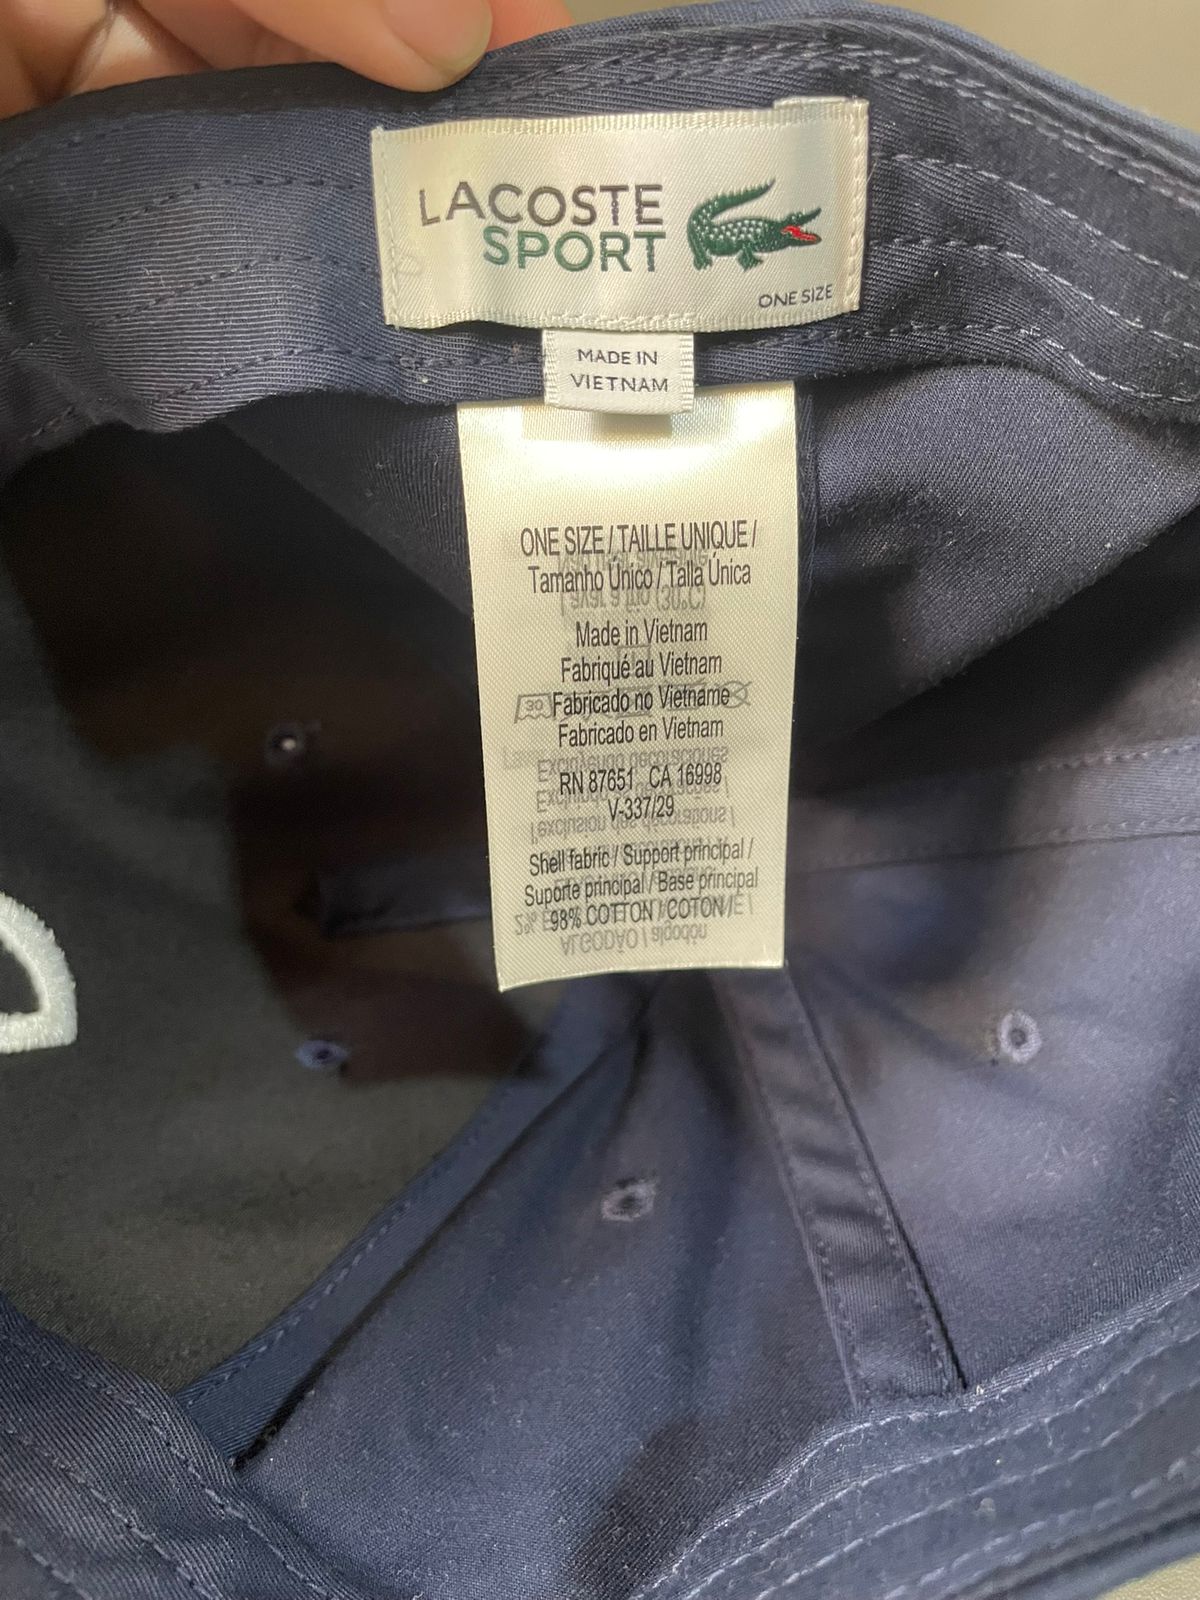 LACOSTE
SPORT
ONE SIZE
MADE IN
VIETNAM
ONE SIZE / TAILLE UNIQUE /
Tamanho Único / Talla Única
Made in Vietnam
Fabriqué au Vietnam
Fabricado no Vietname
Fabricado en Vietnam
RN 87651 CA 16998
V-337/29
Shell fabric / Support principal /
Suporte principal / Base principal
98% COTTON / COTON /